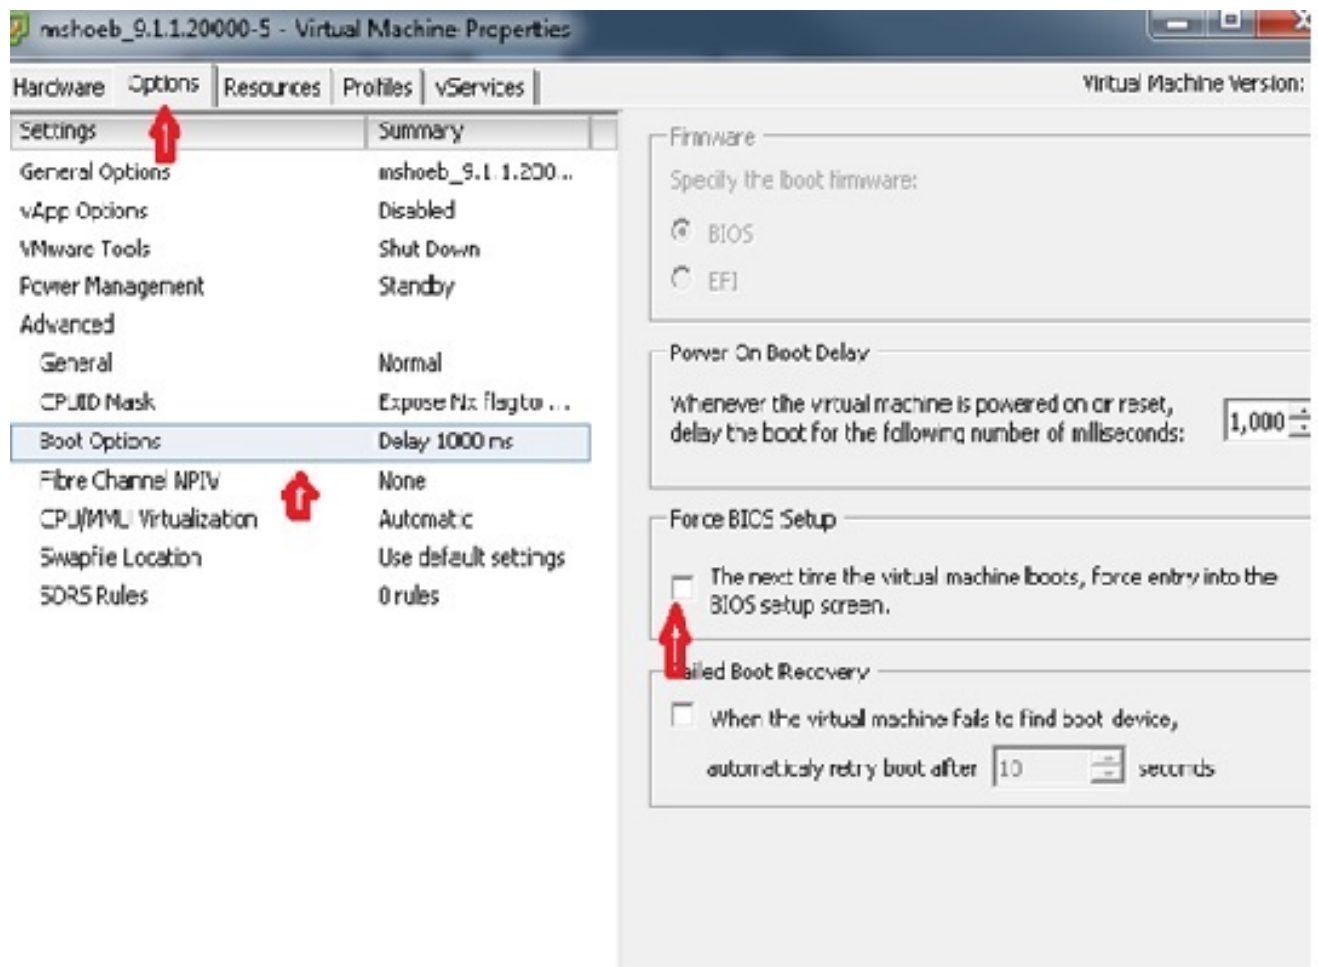 mshoeb_9.1.1.20000-5 - Virtual Machine Properties
Hardware Options Resources Profiles vServices Virtual Machine Version:
Settings Summary
General Options mshoeb_9.1.1.200...
vApp Options Disabled
VMware Tools Shut Down
Power Management Standby
Advanced
General Normal
CPUID Mask Expose Nx flag to ...
Boot Options Delay 1000 ms
Fibre Channel NPIV None
CPU/MMU Virtualization Automatic
Swapfile Location Use default settings
SDRS Rules 0 rules
Firmware
Specify the boot firmware:
BIOS
EFI
Power On Boot Delay
Whenever the virtual machine is powered on or reset,
delay the boot for the following number of milliseconds: 1,000
Force BIOS Setup
The next time the virtual machine boots, force entry into the
BIOS setup screen.
Failed Boot Recovery
When the virtual machine fails to find boot device,
automatically retry boot after 10 seconds